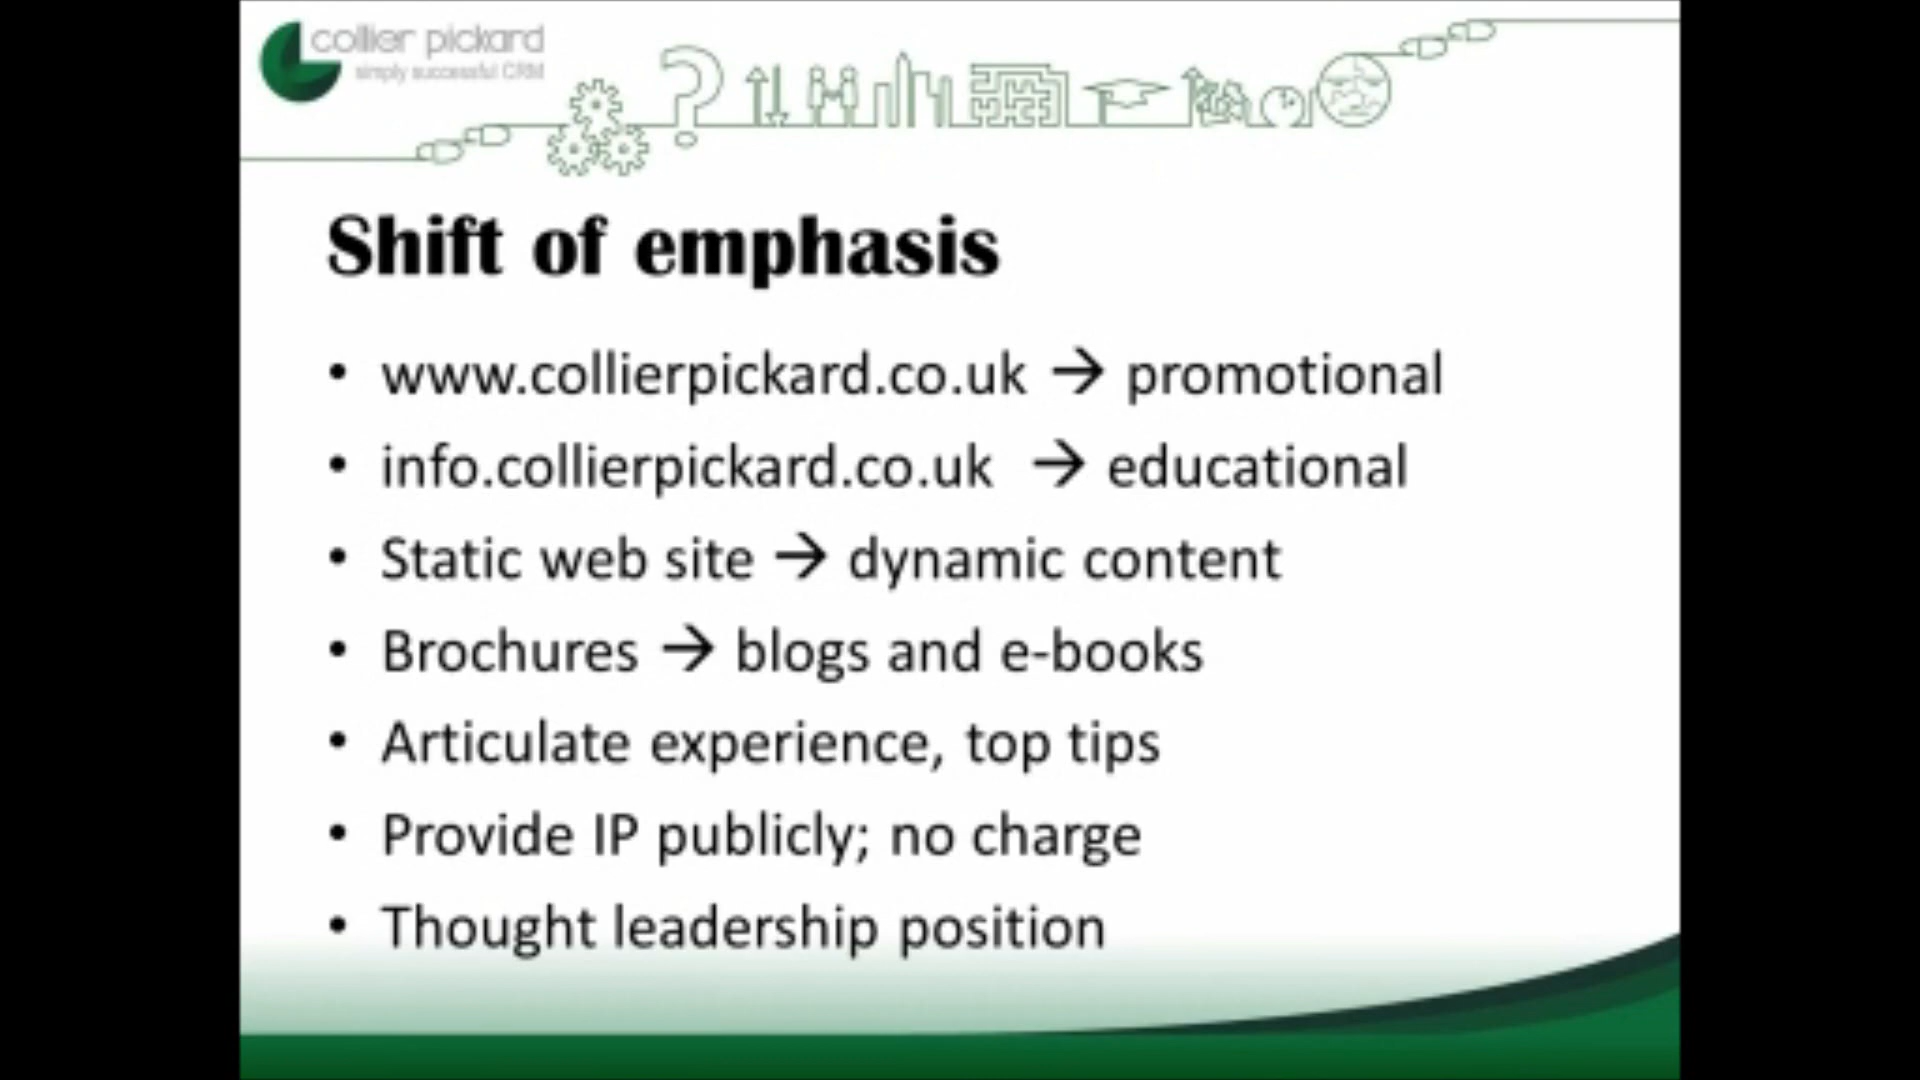 collier pickard
simply successful CRM
Shift of emphasis
• www.collierpickard.co.uk → promotional
• info.collierpickard.co.uk → educational
• Static web site → dynamic content
• Brochures → blogs and e-books
• Articulate experience, top tips
• Provide IP publicly; no charge
• Thought leadership position